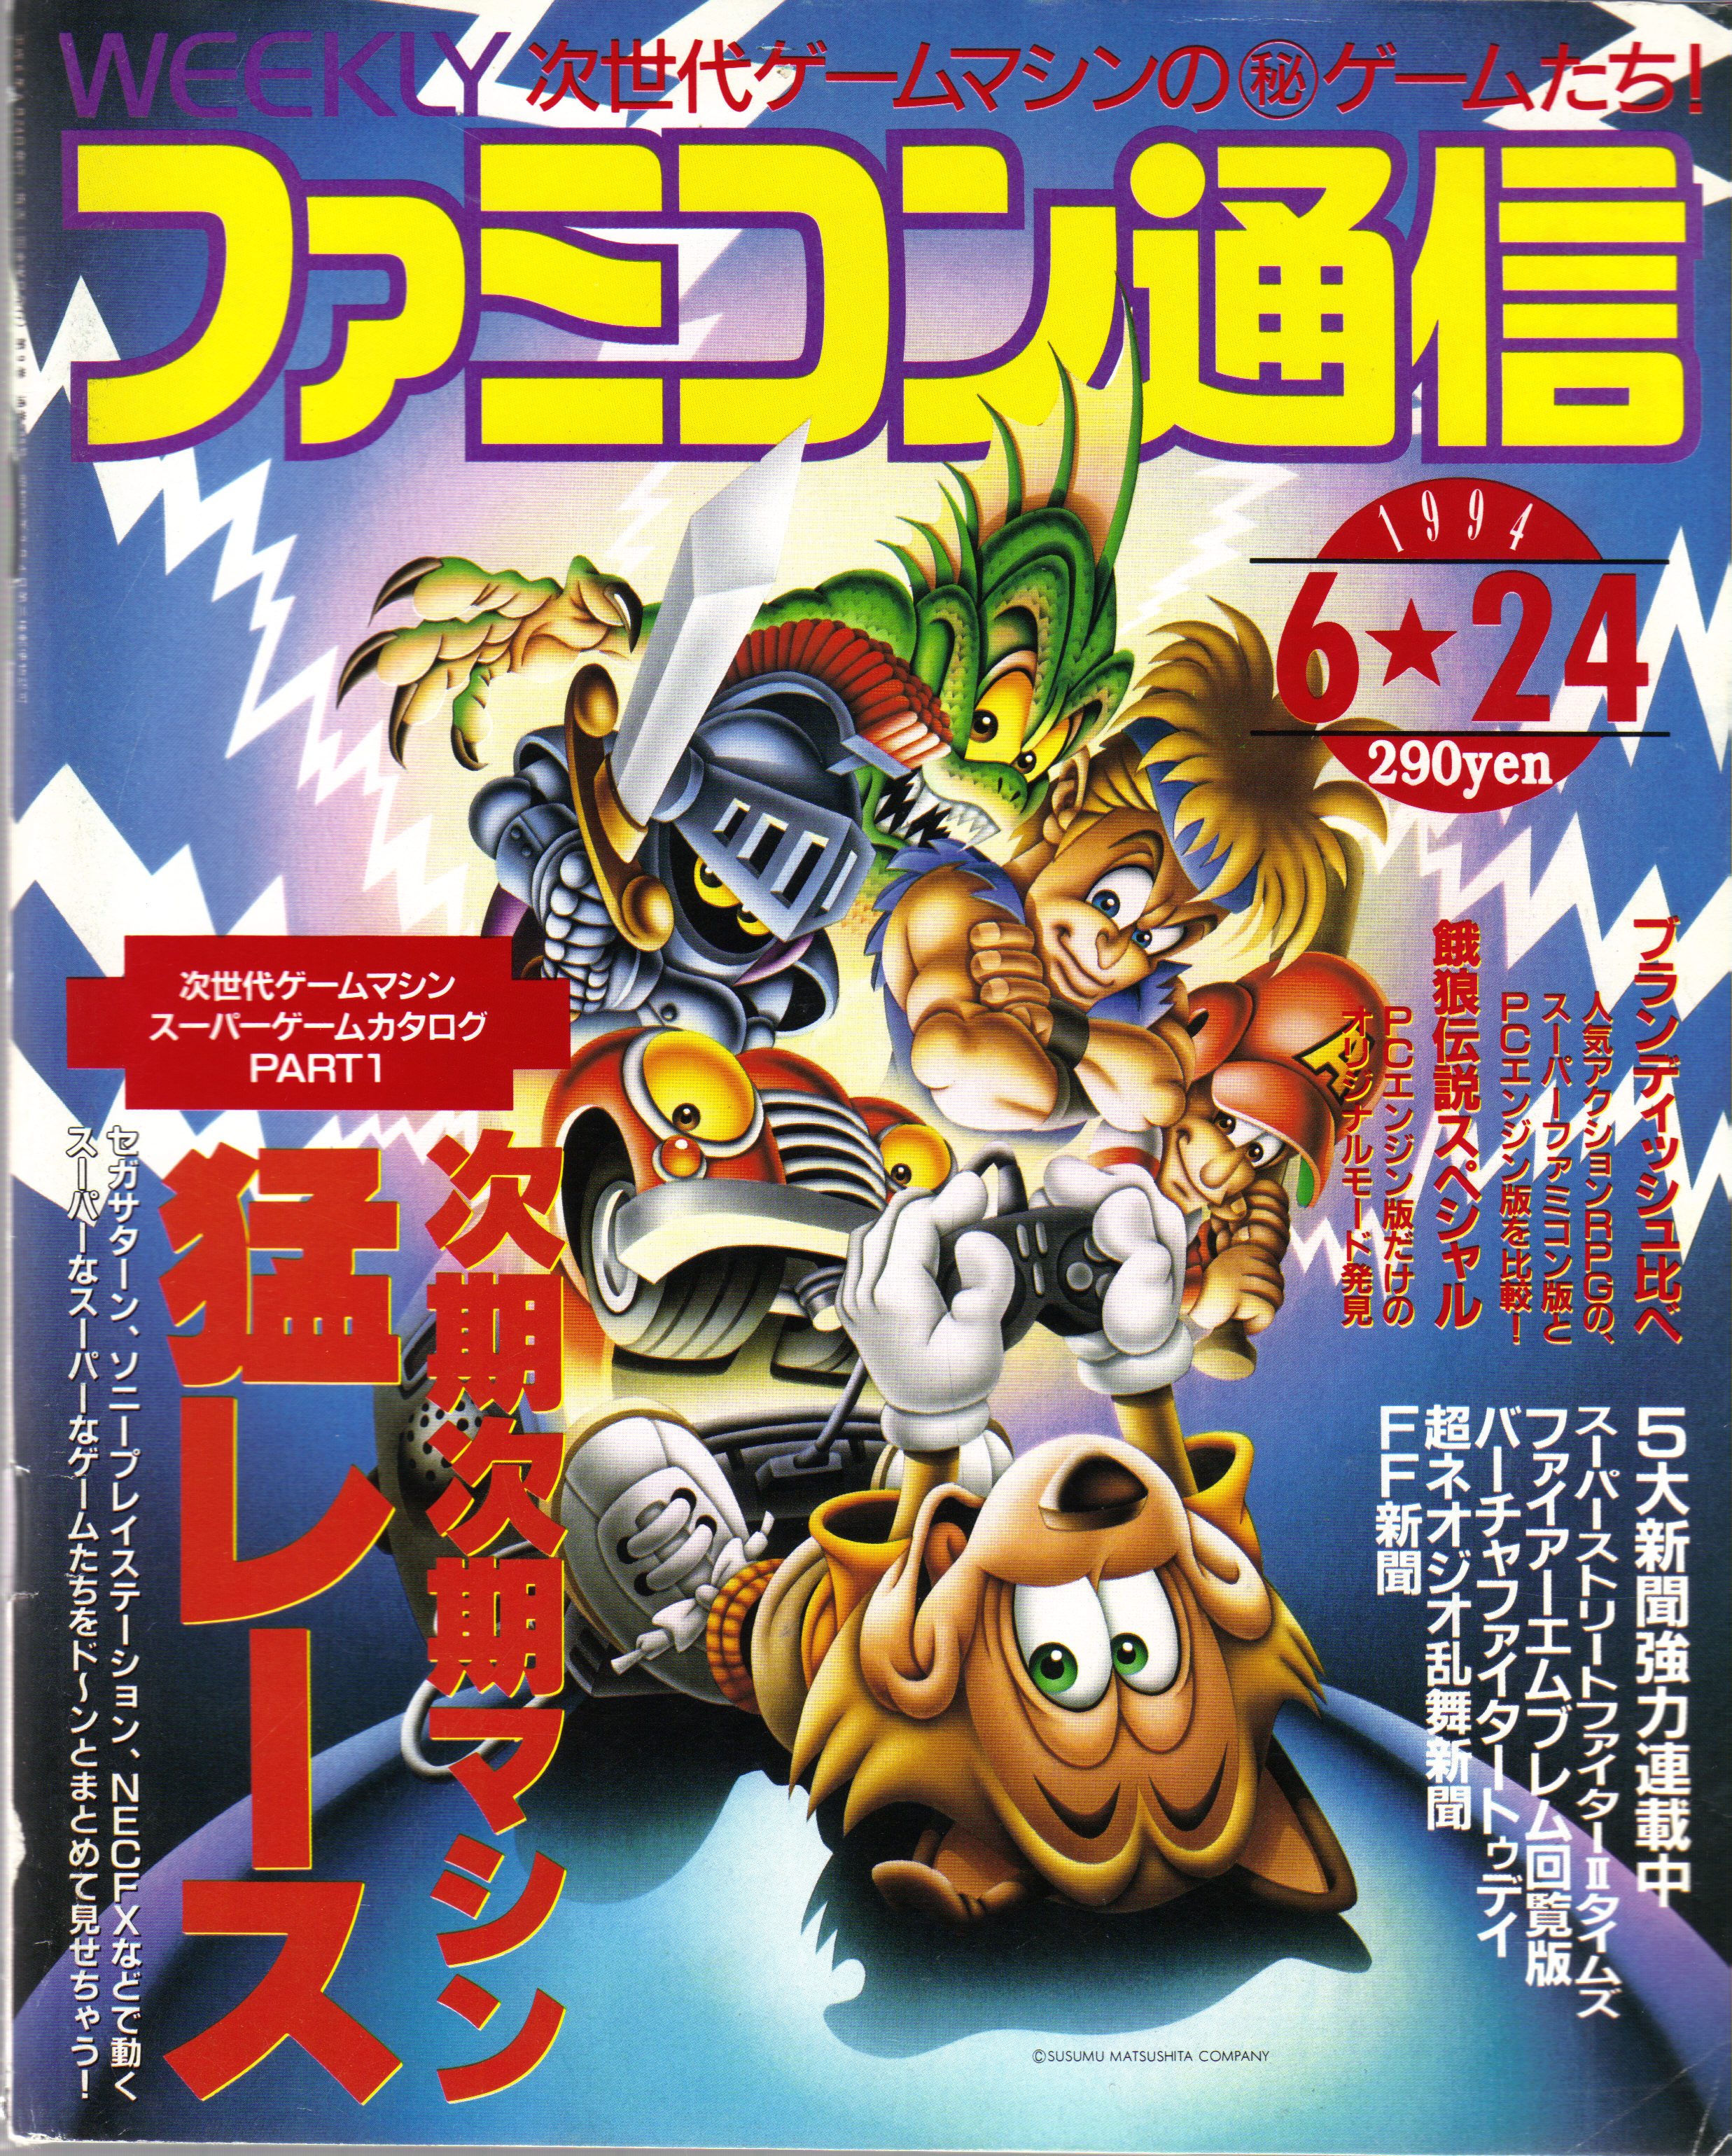 WEEKLY
次世代ゲームマシンの㊙ゲームたち!
ファミコン通信
1994
6★24
290yen
次世代ゲームマシン
スーパーゲームカタログ
PART1
次期次期マシン
猛レース
セガサターン、ソニープレイステーション、NECFXなどで動く
スーパーなスーパーなゲームたちをド〜ンとまとめて見せちゃう!
ブランディッシュ比べ
人気アクションRPGの、
スーパーファミコン版と
PCエンジン版を比較!
餓狼伝説スペシャル
PCエンジン版だけの
オリジナルモード発見
5大新聞強力連載中
スーパーストリートファイターⅡタイムズ
ファイアーエムブレム回覧版
バーチャファイタートゥデイ
超ネオジオ乱舞新聞
FF新聞
A
©SUSUMU MATSUSHITA COMPANY